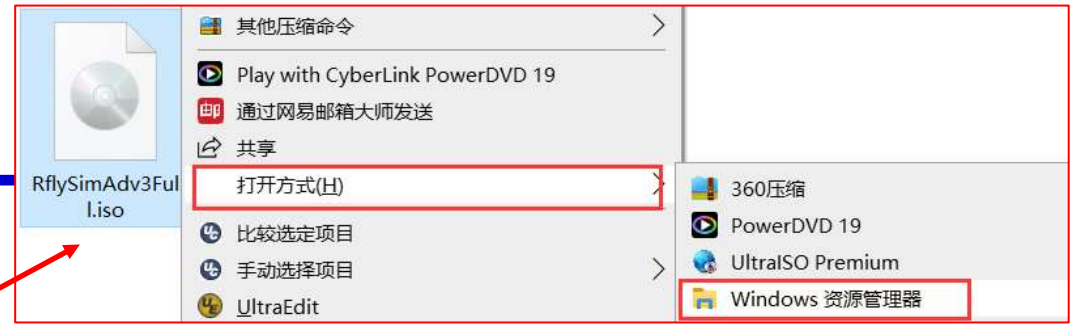 其他压缩命令
Play with CyberLink PowerDVD 19
通过网易邮箱大师发送
共享
RflySimAdv3Ful
l.iso
打开方式(H)
360压缩
比较选定项目
PowerDVD 19
手动选择项目
UltraISO Premium
UltraEdit
Windows 资源管理器